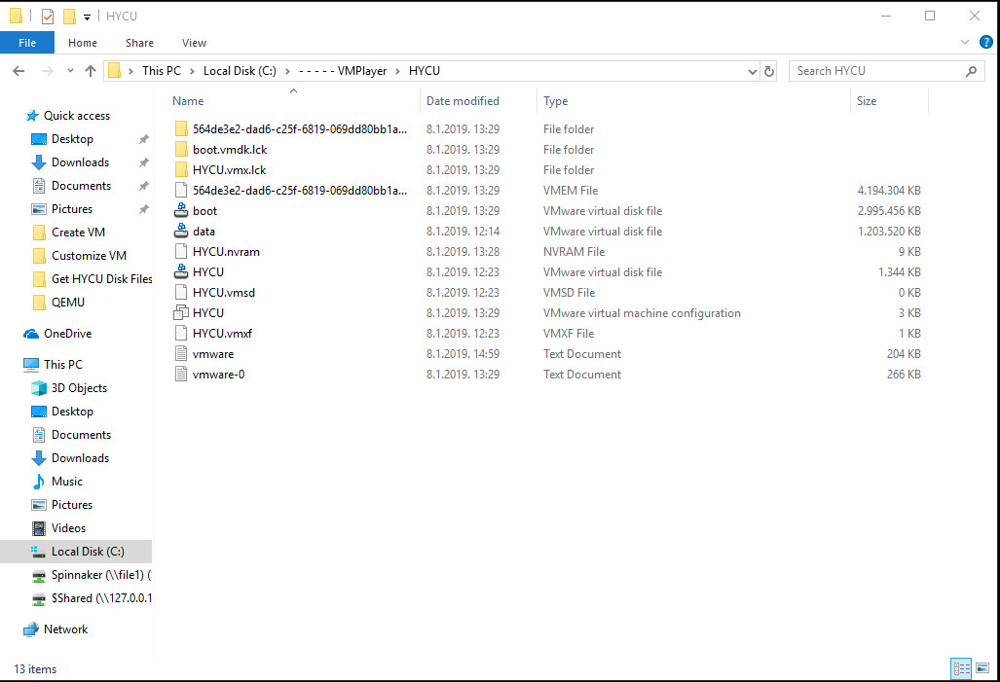 HYCU
File Home Share View
This PC Local Disk (C:) - - - - - VMPlayer HYCU
Search HYCU
Quick access
Desktop
Downloads
Documents
Pictures
Create VM
Customize VM
Get HYCU Disk Files
QEMU
OneDrive
This PC
3D Objects
Desktop
Documents
Downloads
Music
Pictures
Videos
Local Disk (C:)
Spinnaker (\\file1) (
$Shared (\\127.0.0.1
Network
Name Date modified Type Size
564de3e2-dad6-c25f-6819-069dd80bb1a... 8.1.2019. 13:29 File folder
boot.vmdk.lck 8.1.2019. 13:29 File folder
HYCU.vmx.lck 8.1.2019. 13:29 File folder
564de3e2-dad6-c25f-6819-069dd80bb1a... 8.1.2019. 13:29 VMEM File 4.194.304 KB
boot 8.1.2019. 13:29 VMware virtual disk file 2.995.456 KB
data 8.1.2019. 12:14 VMware virtual disk file 1.203.520 KB
HYCU.nvram 8.1.2019. 13:28 NVRAM File 9 KB
HYCU 8.1.2019. 12:23 VMware virtual disk file 1.344 KB
HYCU.vmsd 8.1.2019. 12:23 VMSD File 0 KB
HYCU 8.1.2019. 13:29 VMware virtual machine configuration 3 KB
HYCU.vmxf 8.1.2019. 12:23 VMXF File 1 KB
vmware 8.1.2019. 14:59 Text Document 204 KB
vmware-0 8.1.2019. 13:29 Text Document 266 KB
13 items